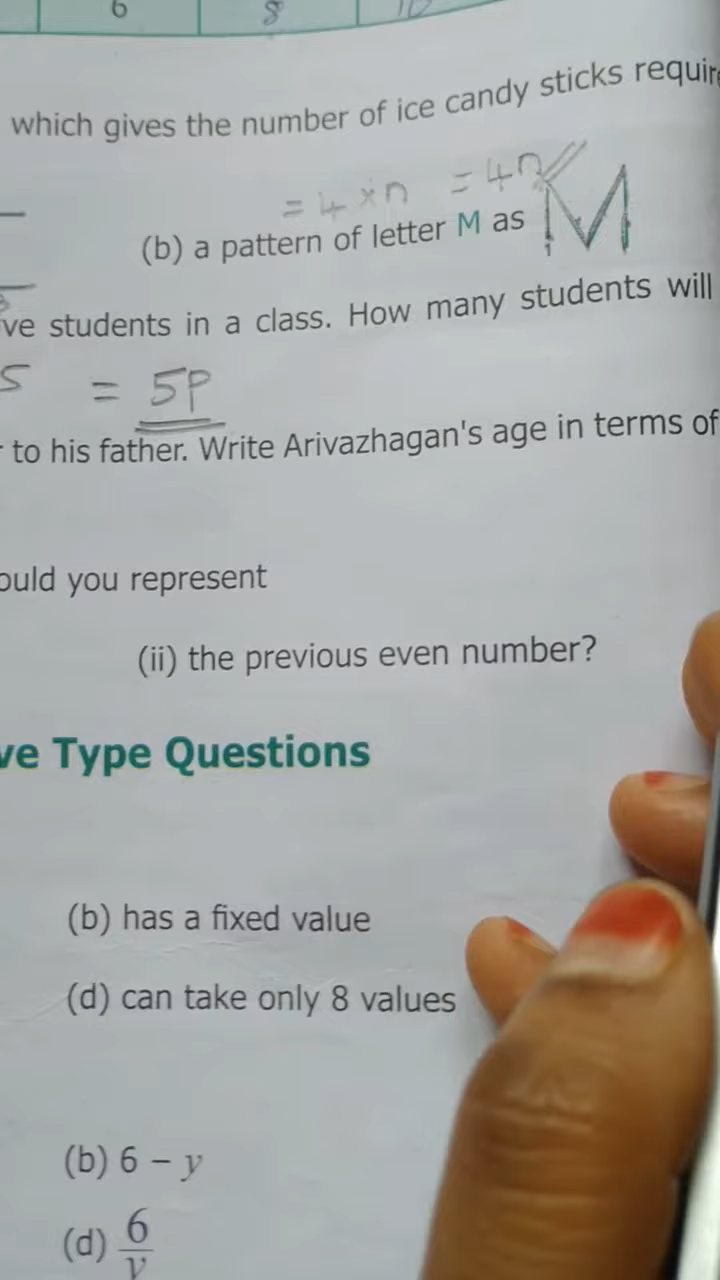 6 8 10
which gives the number of ice candy sticks
= 4 × n = 4n
(b) a pattern of letter M as M
ve students in a class. How many students will
S = 5P
to his father. Write Arivazhagan's age in terms of
ould you represent
(ii) the previous even number?
ve Type Questions
(b) has a fixed value
(d) can take only 8 values
(b) 6 – y
(d) 6/y